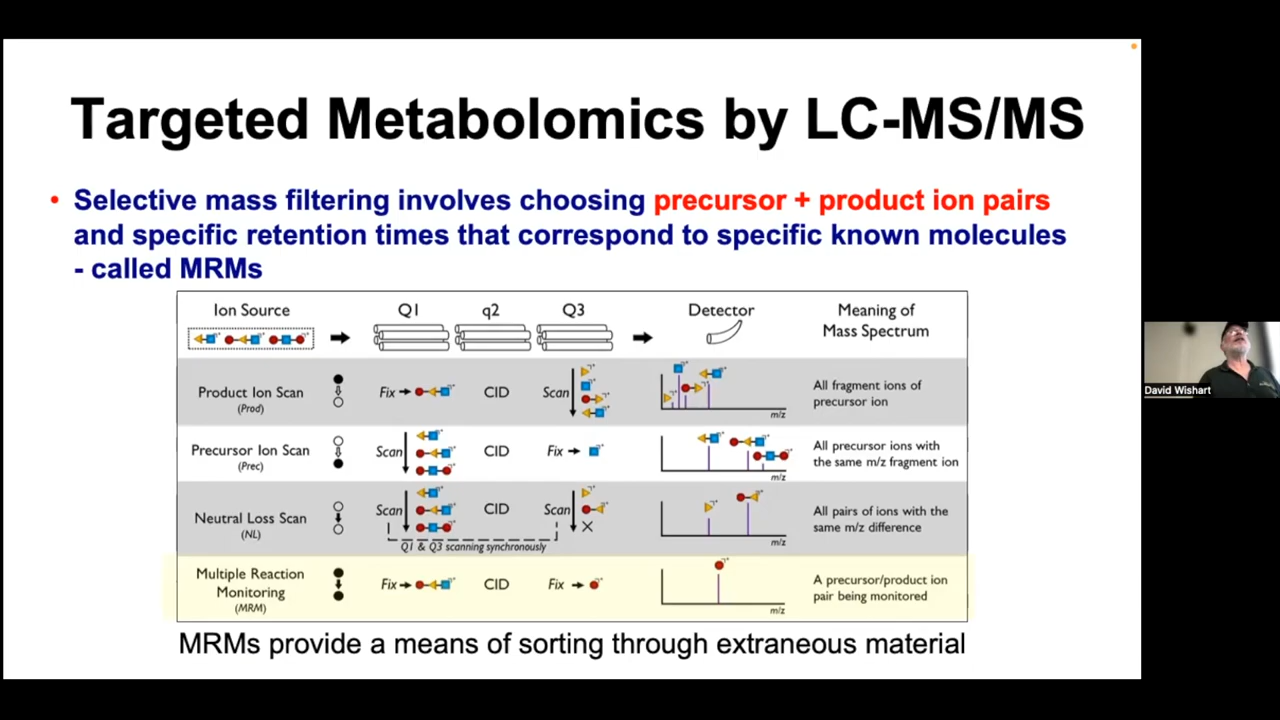 Targeted Metabolomics by LC-MS/MS
• Selective mass filtering involves choosing precursor + product ion pairs
and specific retention times that correspond to specific known molecules
- called MRMs
Ion Source
Q1
q2
Q3
Detector
Meaning of
Mass Spectrum
Product Ion Scan
(Prod)
Fix
CID
Scan
m/z
All fragment ions of
precursor ion
Precursor Ion Scan
(Prec)
Scan
CID
Fix
m/z
All precursor ions with
the same m/z fragment ion
Neutral Loss Scan
(NL)
Scan
CID
Scan
Q1 & Q3 scanning synchronously
m/z
All pairs of ions with the
same m/z difference
Multiple Reaction
Monitoring
(MRM)
Fix
CID
Fix
m/z
A precursor/product ion
pair being monitored
MRMs provide a means of sorting through extraneous material
David Wishart